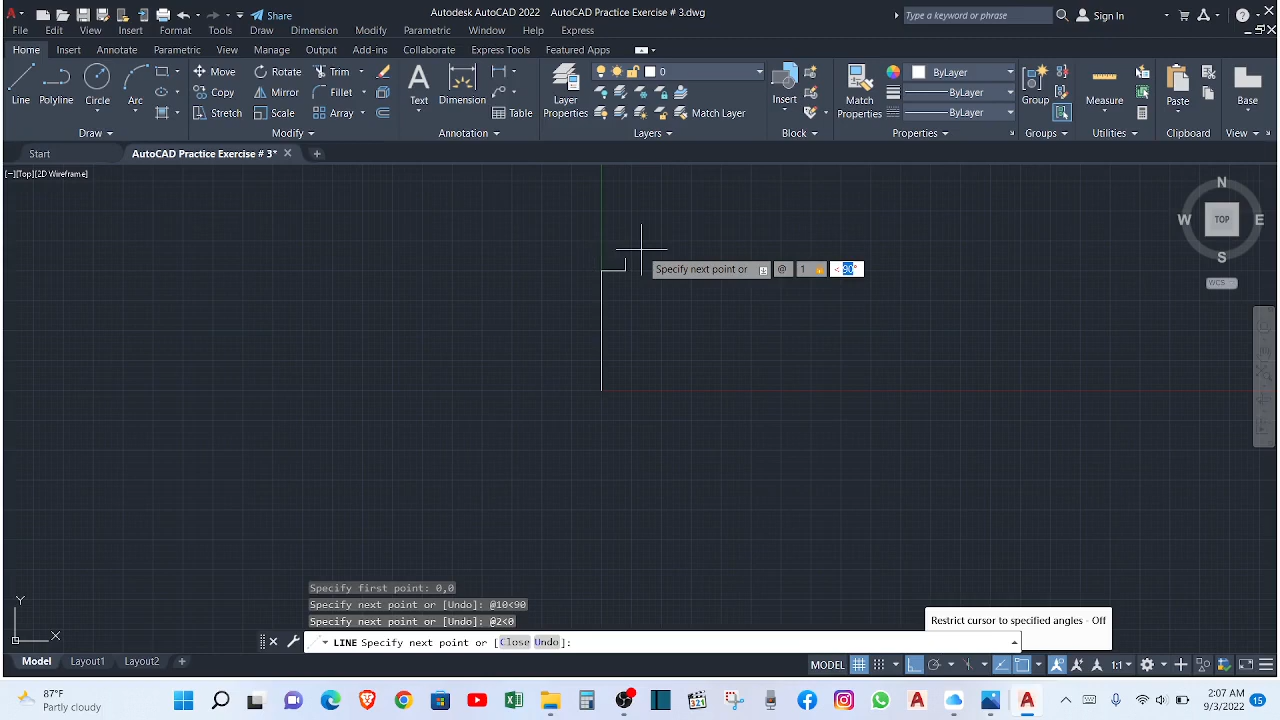 Share
Autodesk AutoCAD 2022 AutoCAD Practice Exercise # 3.dwg
Type a keyword or phrase
Sign In
File Edit View Insert Format Tools Draw Dimension Modify Parametric Window Help Express
Home Insert Annotate Parametric View Manage Output Add-ins Collaborate Express Tools Featured Apps
Line Polyline Circle Arc
Move Rotate Trim
Copy Mirror Fillet
Stretch Scale Array
Text Dimension Table
Layer Properties
0
Match Layer
Insert
Match Properties
ByLayer
ByLayer
ByLayer
Group
Measure
Paste
Base
Draw Modify Annotation Layers Block Properties Groups Utilities Clipboard View
Start AutoCAD Practice Exercise # 3*
[−][Top][2D Wireframe]
N
W TOP E
S
WCS
Specify next point or @ 1 < 90°
Specify first point: 0,0
Specify next point or [Undo]: @10<90
Specify next point or [Undo]: @2<0
Y
X
LINE Specify next point or [Close Undo]:
Restrict cursor to specified angles - Off
Model Layout1 Layout2
MODEL 1:1
87°F
Partly cloudy
321
6:07 AM
9/3/2022
15